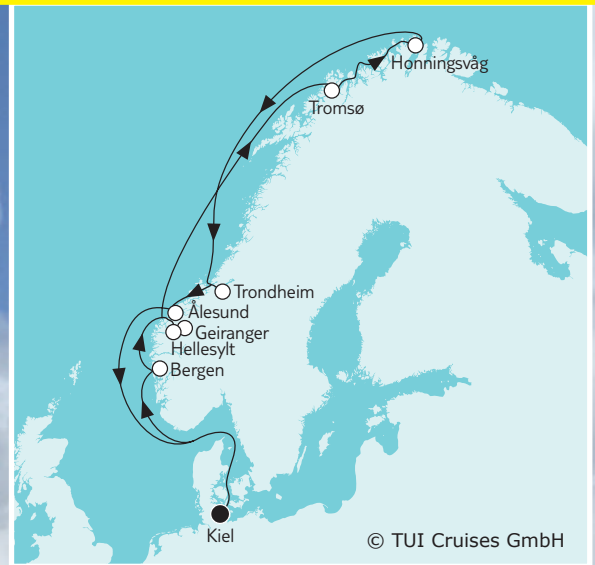 Honningsvåg
Tromsø
Trondheim
Ålesund
Geiranger
Hellesylt
Bergen
Kiel
© TUI Cruises GmbH